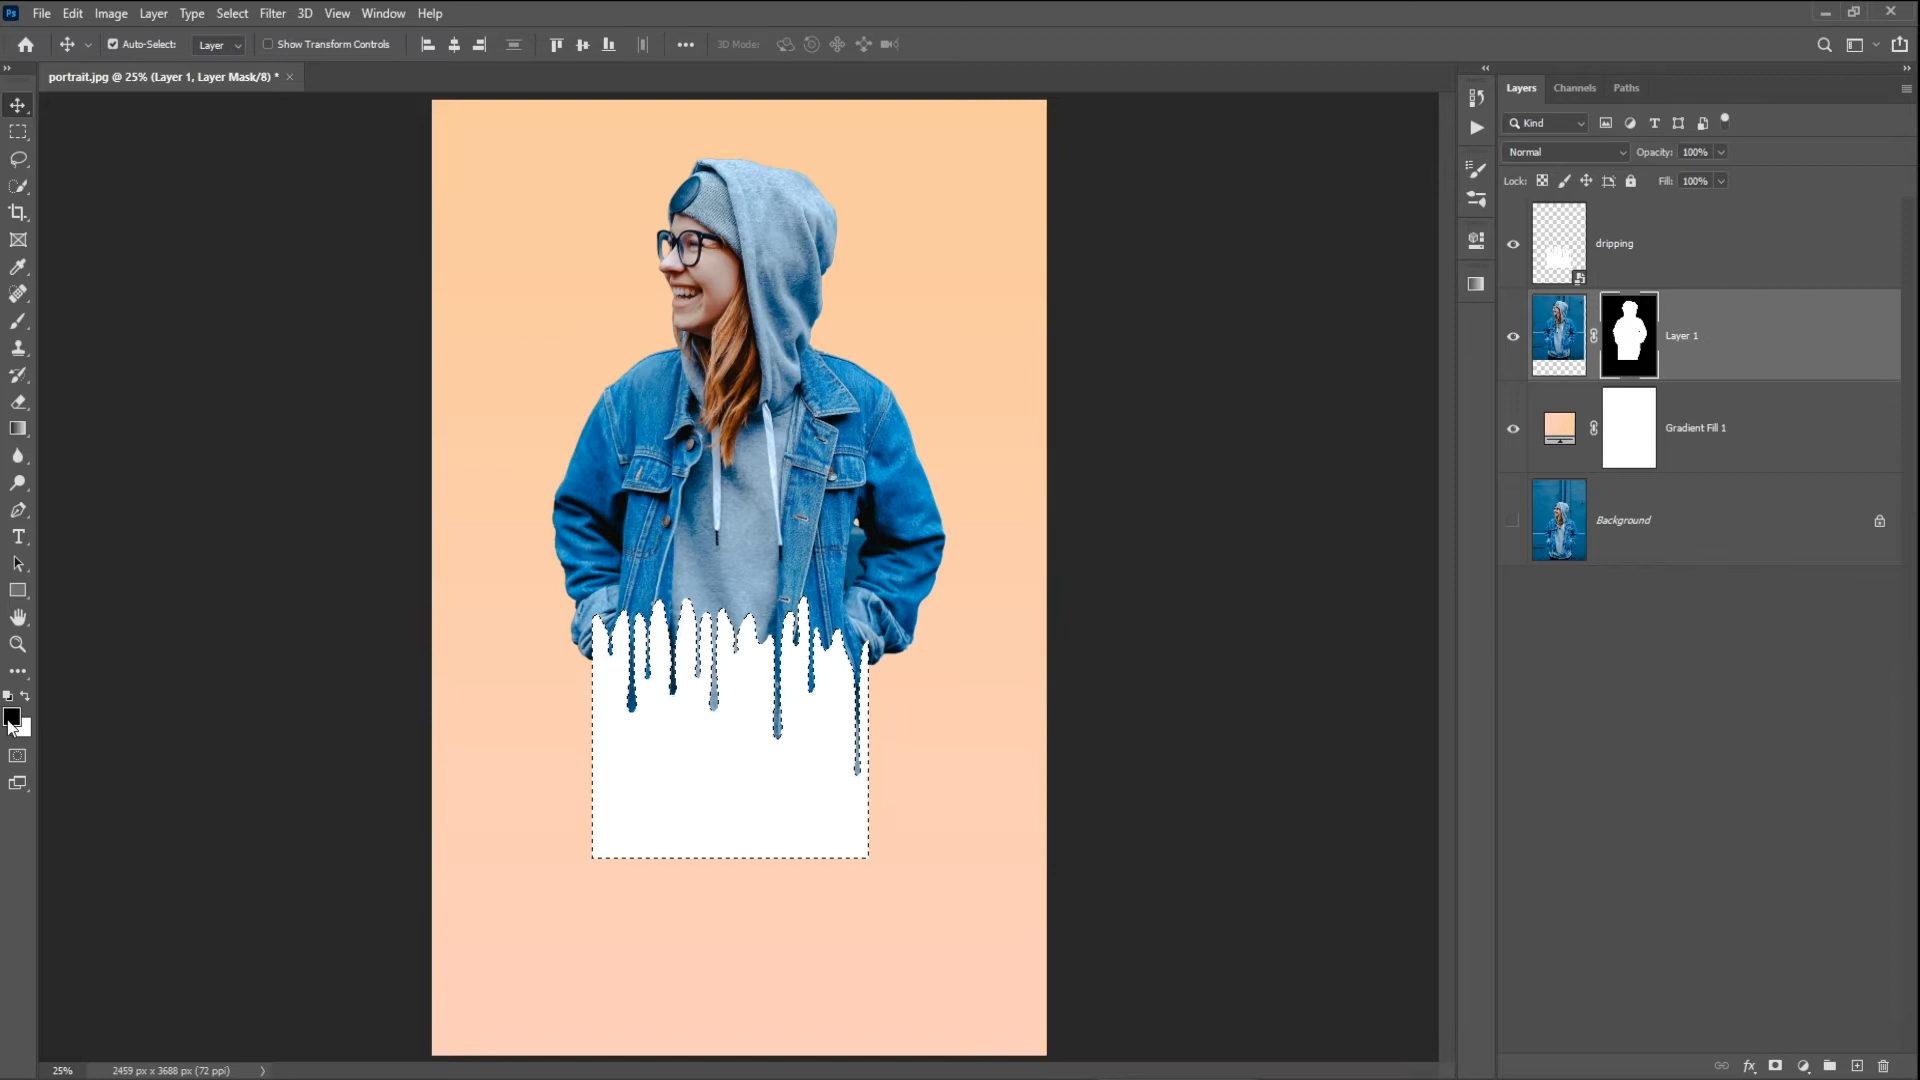 Ps File Edit Image Layer Type Select Filter 3D View Window Help
Auto-Select: Layer Show Transform Controls 3D Mode:
portrait.jpg @ 25% (Layer 1, Layer Mask/8) *
Layers Channels Paths
Kind
Normal Opacity: 100%
Lock: Fill: 100%
dripping
Layer 1
Gradient Fill 1
Background
25% 2459 px x 3688 px (72 ppi)
fx